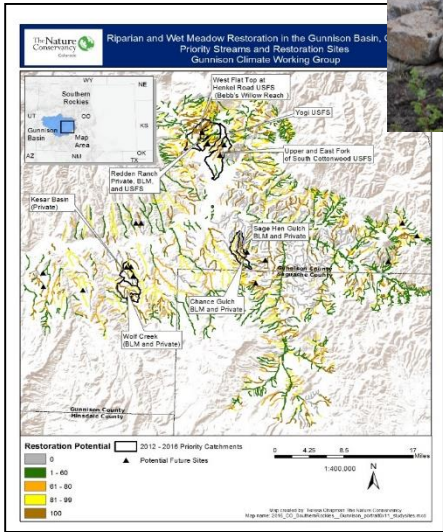 The Nature Conservancy
Colorado
Riparian and Wet Meadow Restoration in the Gunnison Basin, C
Priority Streams and Restoration Sites
Gunnison Climate Working Group
WY
NE
Southern
Rockies
UT
CO
KS
Gunnison
Basin
Map
Area
AZ
NM
OK
TX
West Flat Top at
Henkel Road USFS
(Bebb's Willow Reach)
Yogi USFS
Upper and East Fork
of South Cottonwood USFS
Redden Ranch
Private, BLM,
and USFS
Kesar Basin
(Private)
Sage Hen Gulch
BLM and Private
Gunnison County
Saguache County
Chance Gulch
BLM and Private
Wolf Creek
(BLM and Private)
Gunnison County
Hinsdale County
Restoration Potential
0
1 - 60
61 - 80
81 - 99
100
2012 - 2016 Priority Catchments
Potential Future Sites
0 4.25 8.5 17
Miles
1:400,000
N